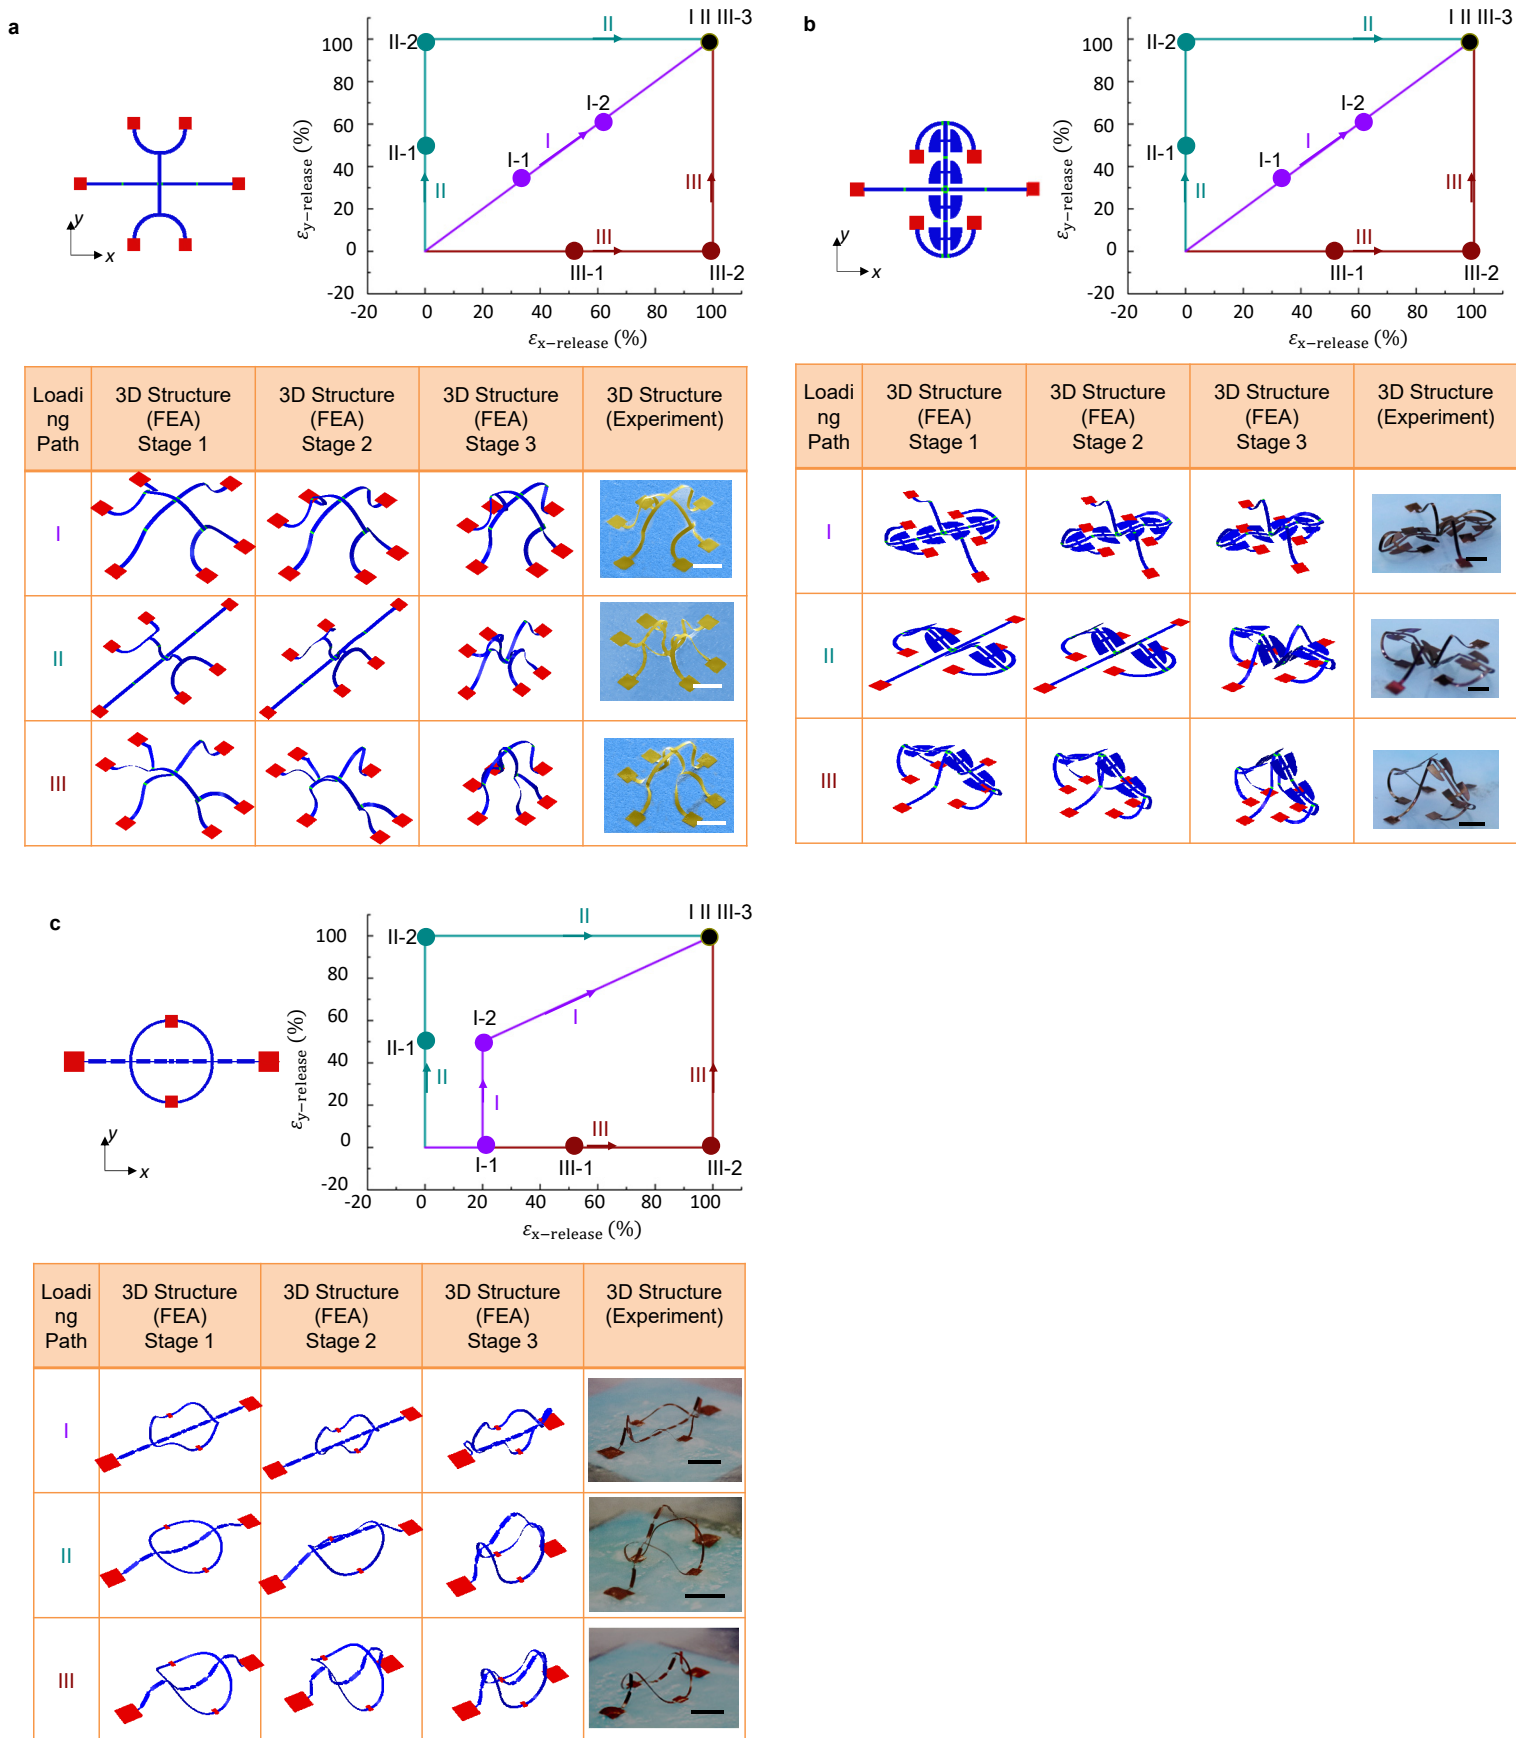 a
I II III-3
II
II-2
100
80
I-2
60
I
II-1
I-1
40
III
II
20
III
0
III-1
III-2
-20
-20 0 20 40 60 80 100
εy−release (%)
εx−release (%)
y
x
Loadi
ng
Path
3D Structure
(FEA)
Stage 1
3D Structure
(FEA)
Stage 2
3D Structure
(FEA)
Stage 3
3D Structure
(Experiment)
I
II
III
b
I II III-3
II
II-2
100
80
I-2
60
I
II-1
I-1
40
III
II
20
III
0
III-1
III-2
-20
-20 0 20 40 60 80 100
εy−release (%)
εx−release (%)
y
x
Loadi
ng
Path
3D Structure
(FEA)
Stage 1
3D Structure
(FEA)
Stage 2
3D Structure
(FEA)
Stage 3
3D Structure
(Experiment)
I
II
III
c
I II III-3
II
II-2
100
80
I-2
60
I
II-1
40
II
III
I
20
III
0
I-1
III-1
III-2
-20
-20 0 20 40 60 80 100
εy−release (%)
εx−release (%)
y
x
Loadi
ng
Path
3D Structure
(FEA)
Stage 1
3D Structure
(FEA)
Stage 2
3D Structure
(FEA)
Stage 3
3D Structure
(Experiment)
I
II
III